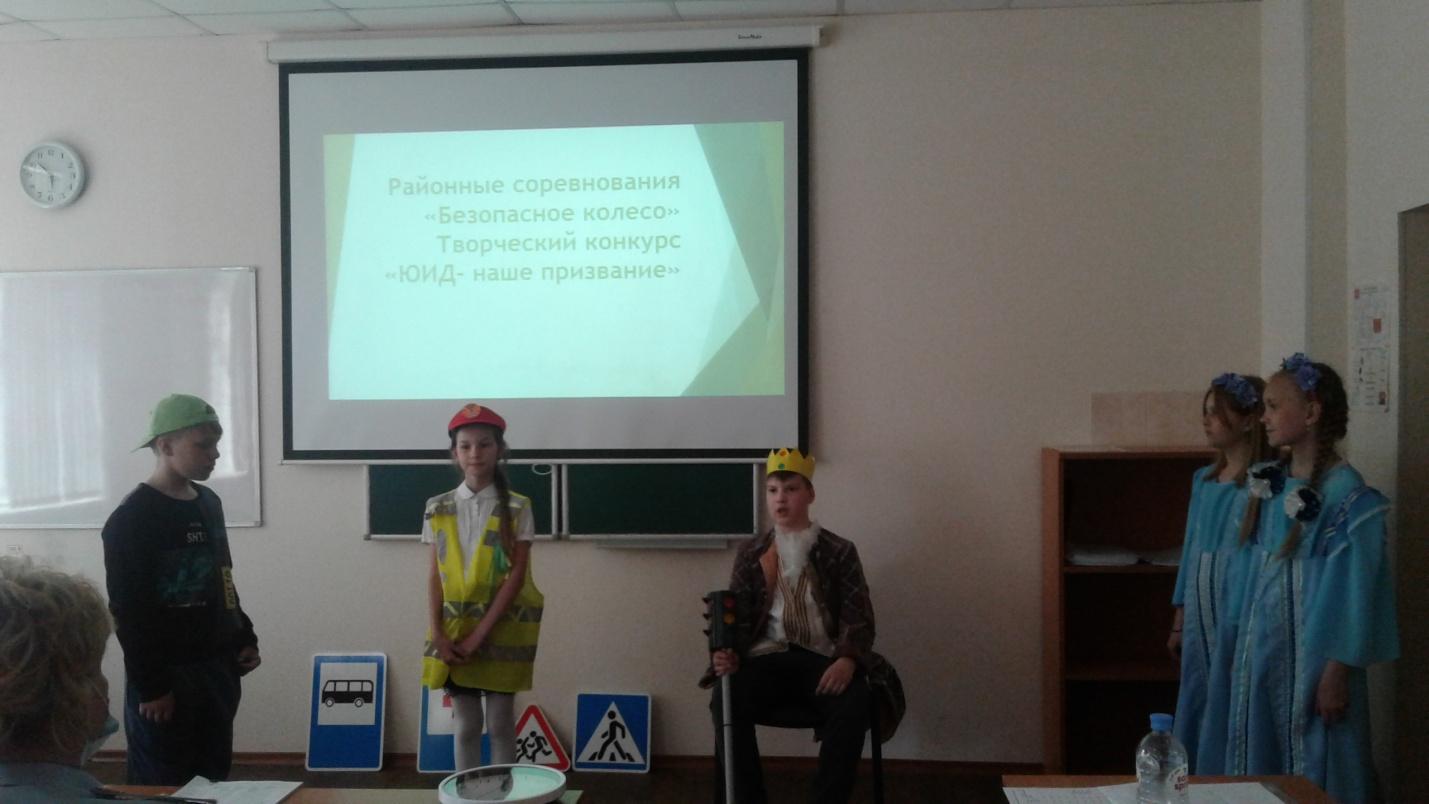 Районные соревнования
«Безопасное колесо»
Творческий конкурс
«ЮИД- наше призвание»